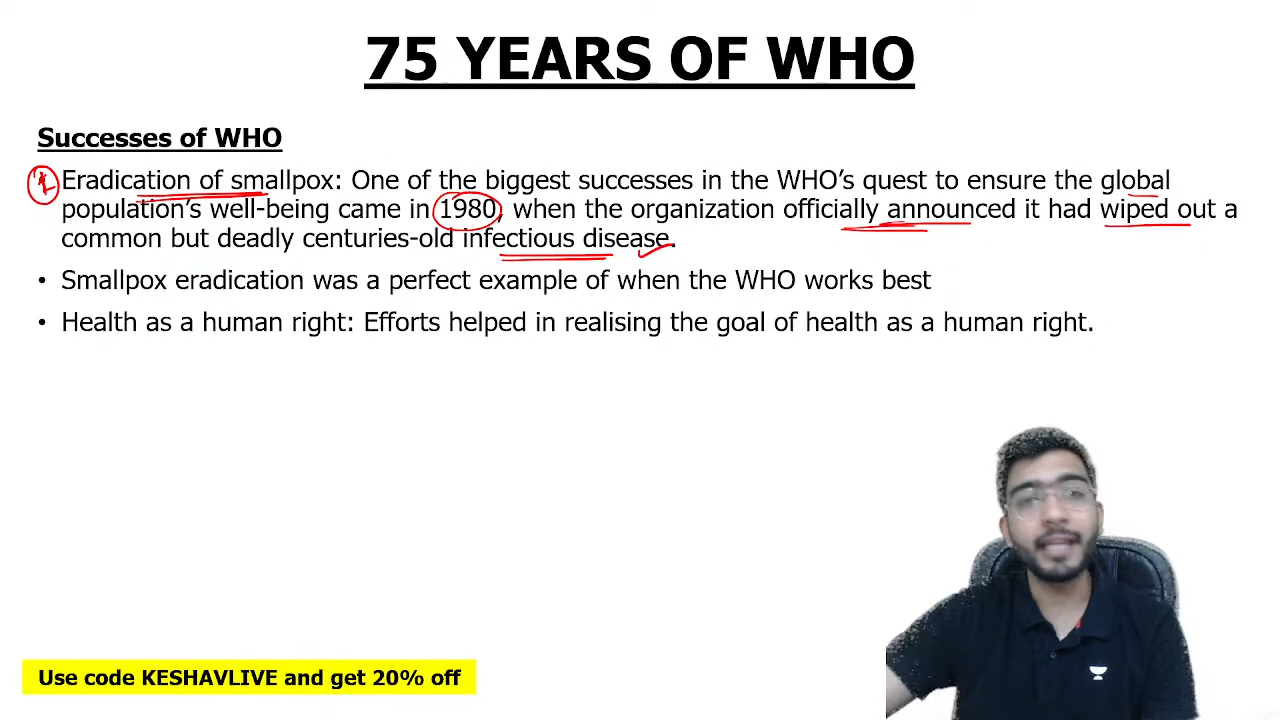 75 YEARS OF WHO
Successes of WHO
Eradication of smallpox: One of the biggest successes in the WHO’s quest to ensure the global
population’s well-being came in 1980, when the organization officially announced it had wiped out a
common but deadly centuries-old infectious disease.
• Smallpox eradication was a perfect example of when the WHO works best
• Health as a human right: Efforts helped in realising the goal of health as a human right.
Use code KESHAVLIVE and get 20% off